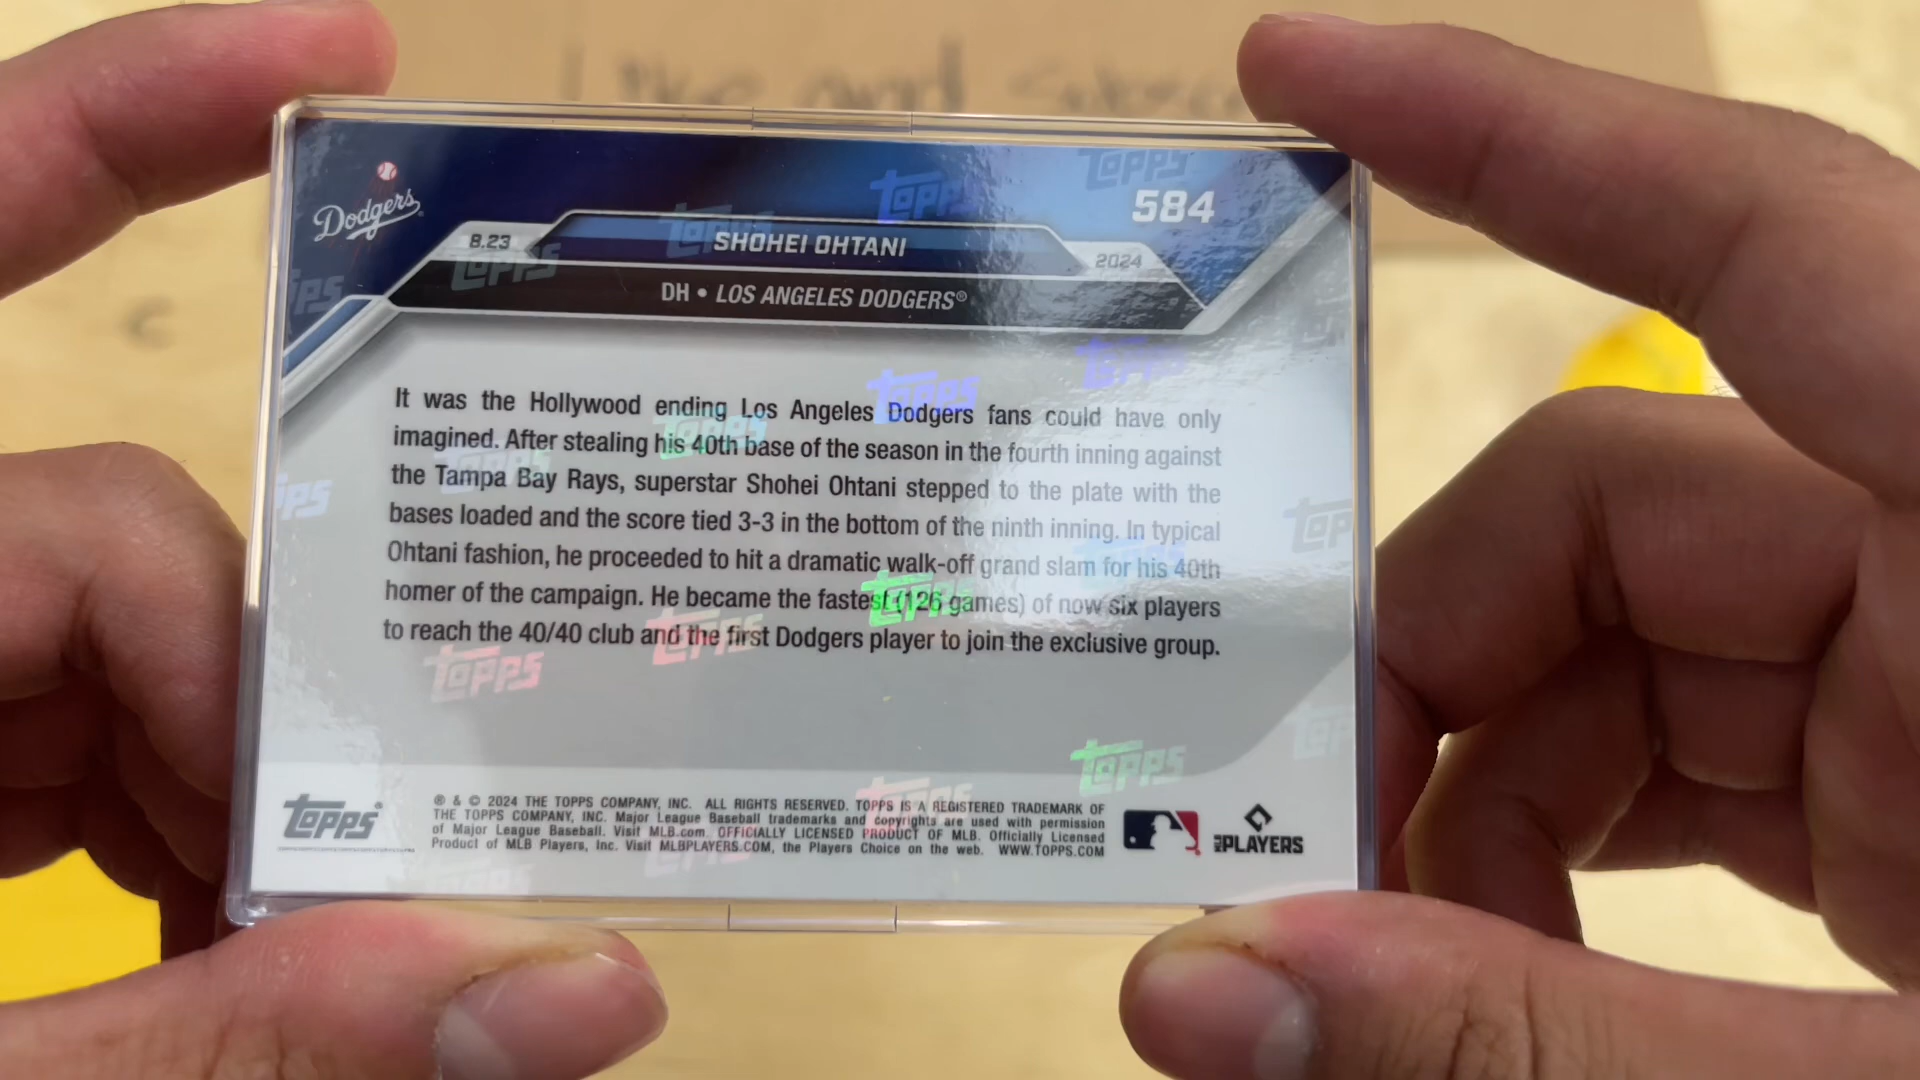 Like and Subsc
Dodgers
584
8.23
SHOHEI OHTANI
2024
DH • LOS ANGELES DODGERS®
It was the Hollywood ending Los Angeles Dodgers fans could have only
imagined. After stealing his 40th base of the season in the fourth inning against
the Tampa Bay Rays, superstar Shohei Ohtani stepped to the plate with the
bases loaded and the score tied 3-3 in the bottom of the ninth inning. In typical
Ohtani fashion, he proceeded to hit a dramatic walk-off grand slam for his 40th
homer of the campaign. He became the fastest (126 games) of now six players
to reach the 40/40 club and the first Dodgers player to join the exclusive group.
Topps
® & © 2024 THE TOPPS COMPANY, INC. ALL RIGHTS RESERVED. TOPPS IS A REGISTERED TRADEMARK OF
THE TOPPS COMPANY, INC. Major League Baseball trademarks and copyrights are used with permission
of Major League Baseball. Visit MLB.com. OFFICIALLY LICENSED PRODUCT OF MLB. Officially Licensed
Product of MLB Players, Inc. Visit MLBPLAYERS.COM, the Players Choice on the web. WWW.TOPPS.COM
MLB PLAYERS